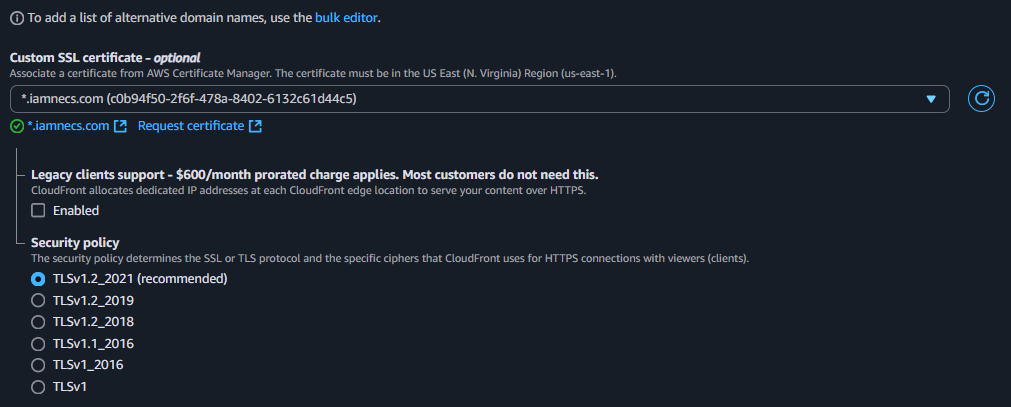 To add a list of alternative domain names, use the bulk editor.
Custom SSL certificate – optional
Associate a certificate from AWS Certificate Manager. The certificate must be in the US East (N. Virginia) Region (us-east-1).
*.iamnecs.com (c0b94f50-2f6f-478a-8402-6132c61d44c5)
*.iamnecs.com Request certificate
Legacy clients support - $600/month prorated charge applies. Most customers do not need this.
CloudFront allocates dedicated IP addresses at each CloudFront edge location to serve your content over HTTPS.
Enabled
Security policy
The security policy determines the SSL or TLS protocol and the specific ciphers that CloudFront uses for HTTPS connections with viewers (clients).
TLSv1.2_2021 (recommended)
TLSv1.2_2019
TLSv1.2_2018
TLSv1.1_2016
TLSv1_2016
TLSv1